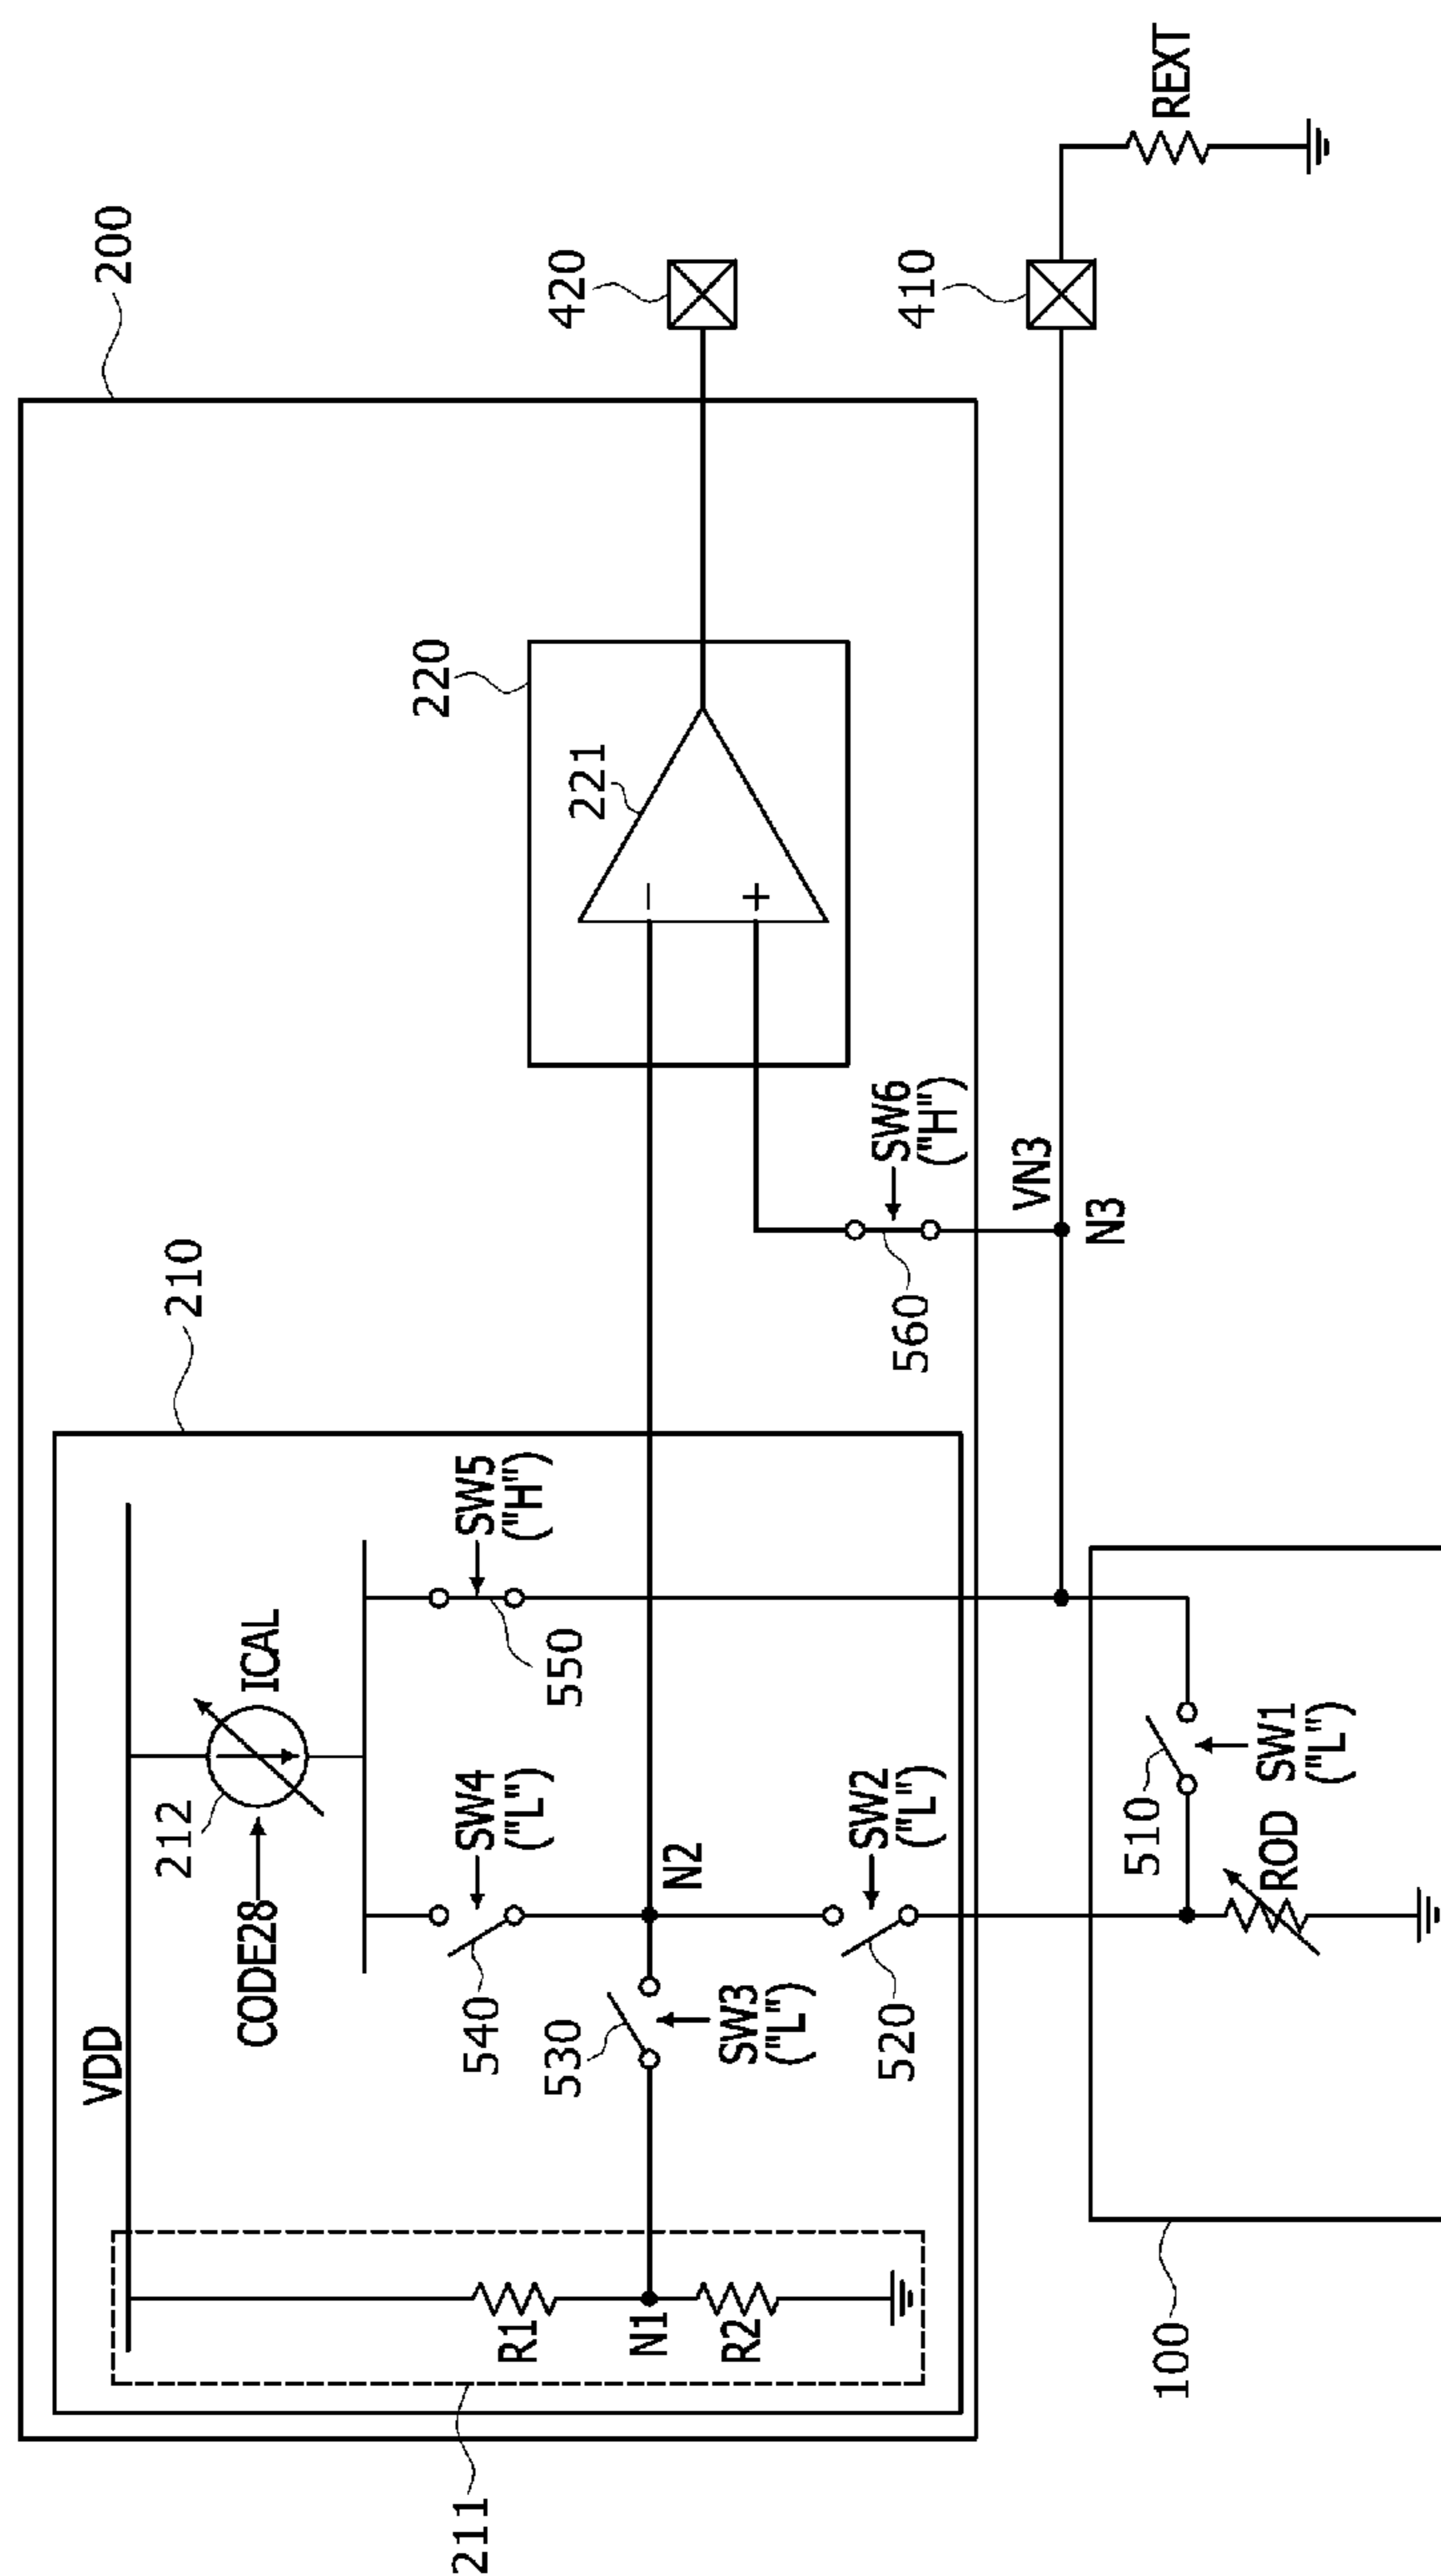 200
210
VDD
212
ICAL
CODE28
SW4
("L")
SW5
("H")
540
550
530
SW3
("L")
N2
SW2
("L")
520
R1
N1
R2
211
220
221
−
+
SW6
("H")
560
VN3
N3
420
410
REXT
100
510
SW1
("L")
ROD